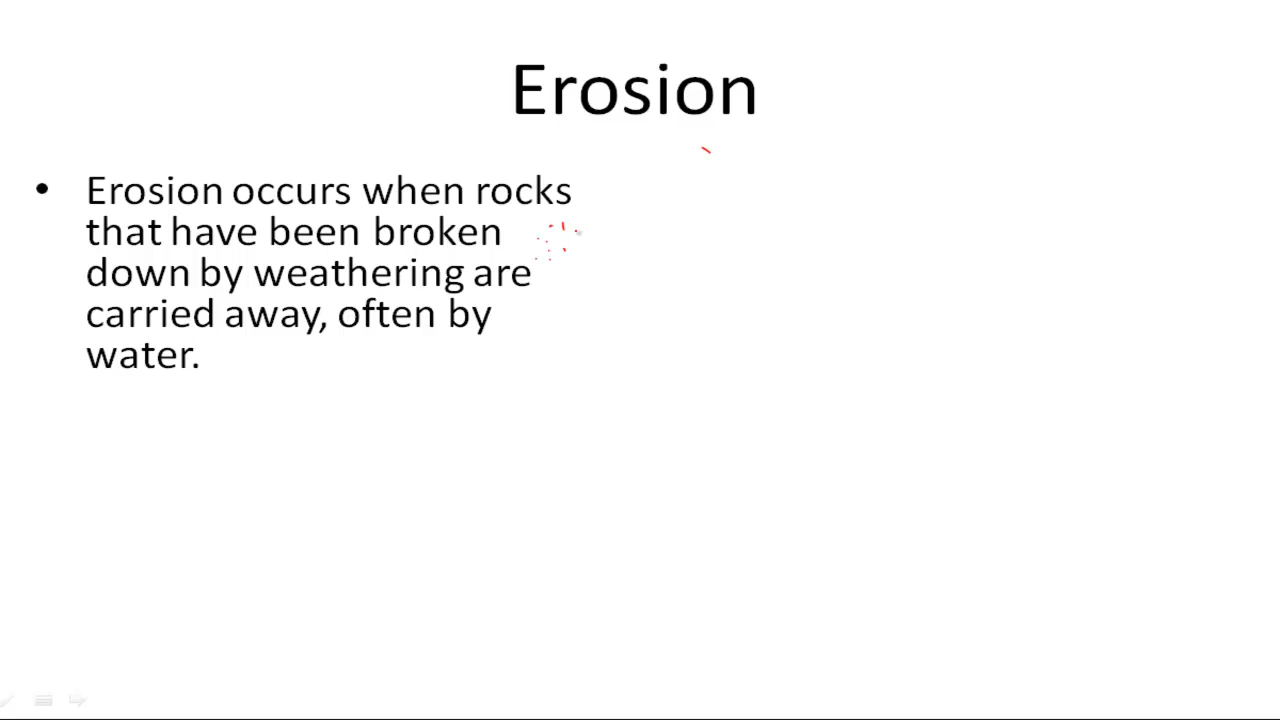 Erosion
• Erosion occurs when rocks
that have been broken
down by weathering are
carried away, often by
water.